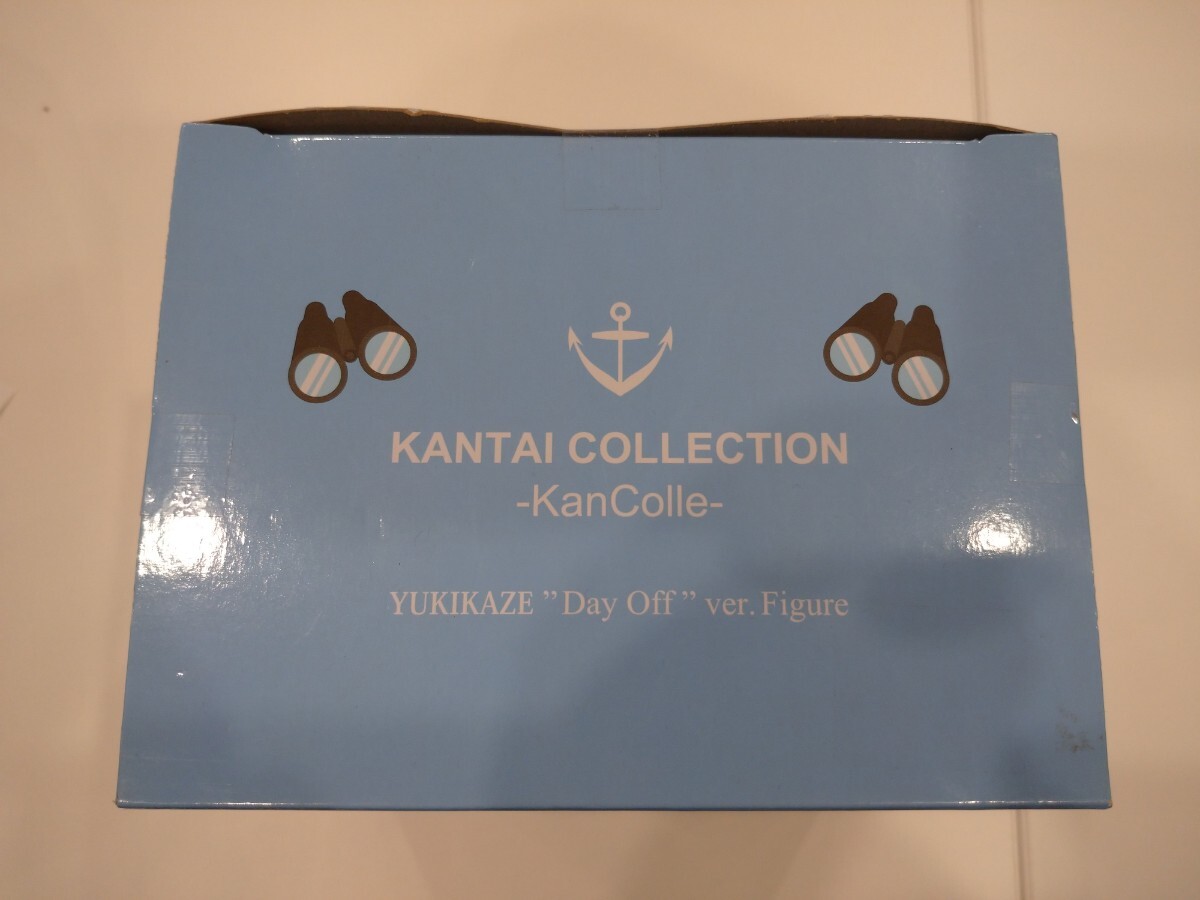 KANTAI COLLECTION
-KanColle-
YUKIKAZE ”Day Off” ver. Figure